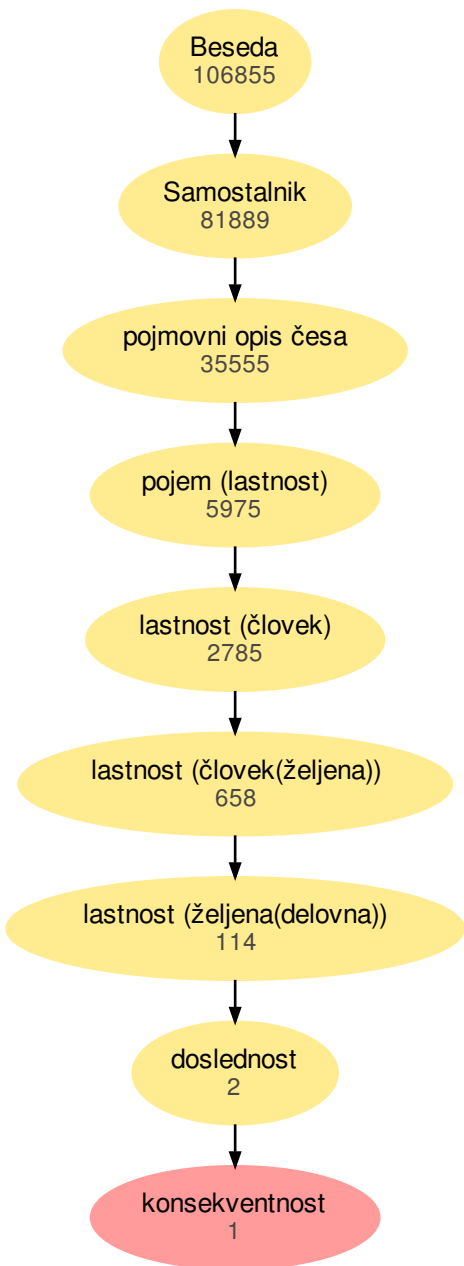 Beseda
106855
Samostalnik
81889
pojmovni opis česa
35555
pojem (lastnost)
5975
lastnost (človek)
2785
lastnost (človek(željena))
658
lastnost (željena(delovna))
114
doslednost
2
konsekventnost
1